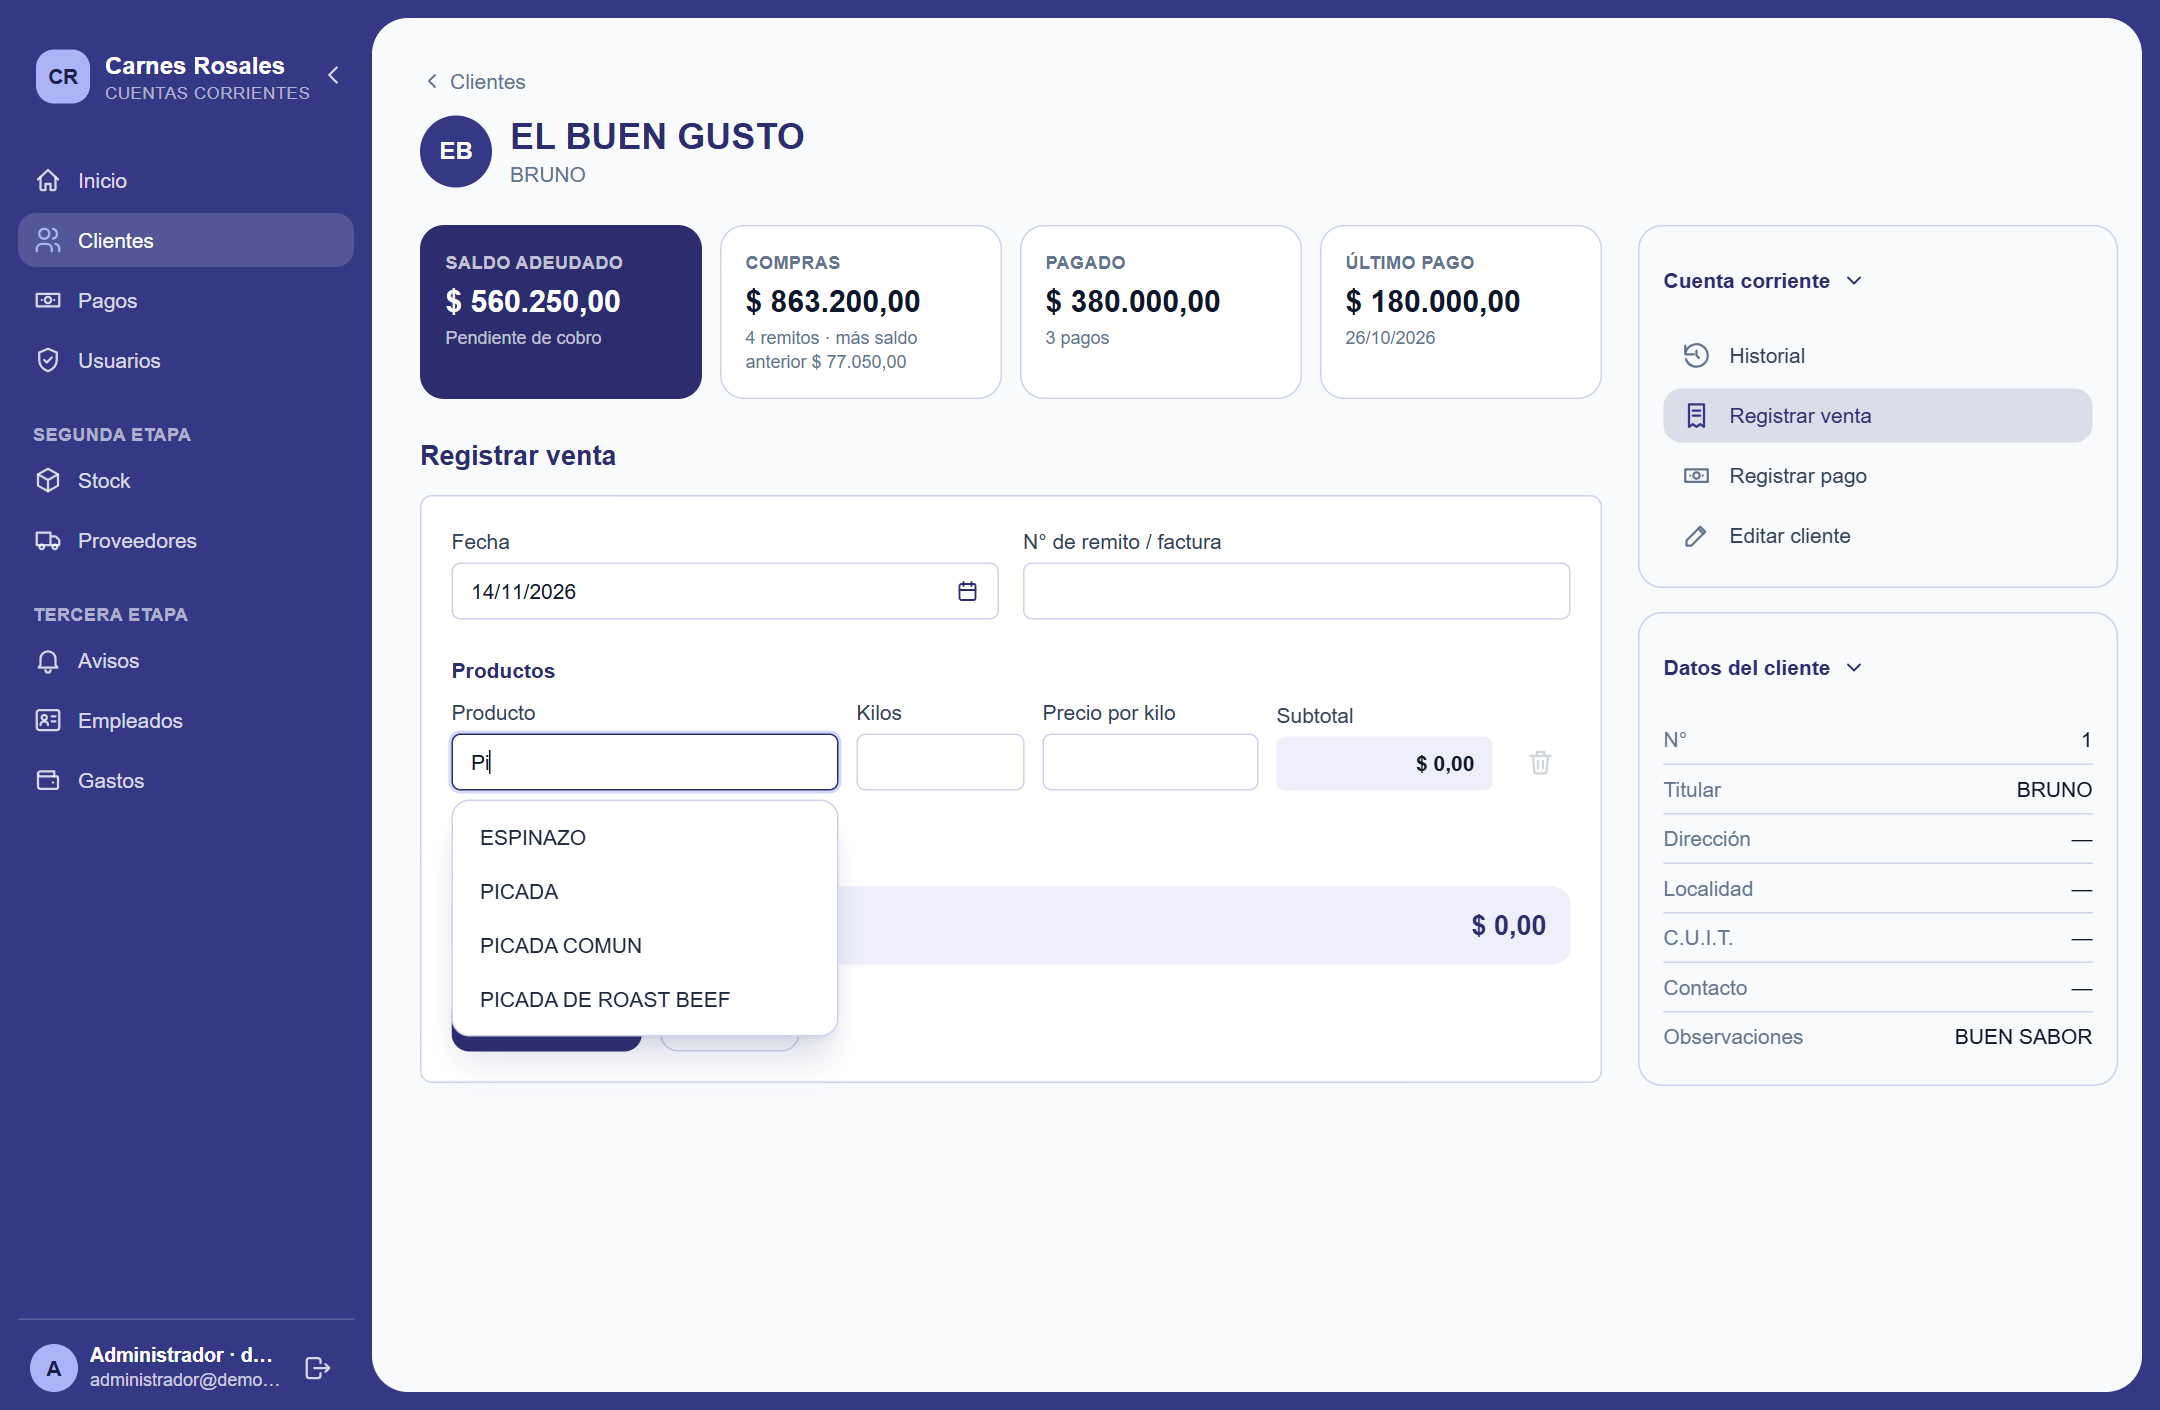 CR
Carnes Rosales
CUENTAS CORRIENTES
Inicio
Clientes
Pagos
Usuarios
SEGUNDA ETAPA
Stock
Proveedores
TERCERA ETAPA
Avisos
Empleados
Gastos
A
Administrador · d...
administrador@demo...
Clientes
EB
EL BUEN GUSTO
BRUNO
SALDO ADEUDADO
$ 560.250,00
Pendiente de cobro
COMPRAS
$ 863.200,00
4 remitos · más saldo
anterior $ 77.050,00
PAGADO
$ 380.000,00
3 pagos
ÚLTIMO PAGO
$ 180.000,00
26/10/2026
Registrar venta
Fecha
14/11/2026
N° de remito / factura
Productos
Producto
Pi
Kilos
Precio por kilo
Subtotal
$ 0,00
ESPINAZO
PICADA
PICADA COMUN
PICADA DE ROAST BEEF
$ 0,00
Cuenta corriente
Historial
Registrar venta
Registrar pago
Editar cliente
Datos del cliente
N° 1
Titular BRUNO
Dirección —
Localidad —
C.U.I.T. —
Contacto —
Observaciones BUEN SABOR